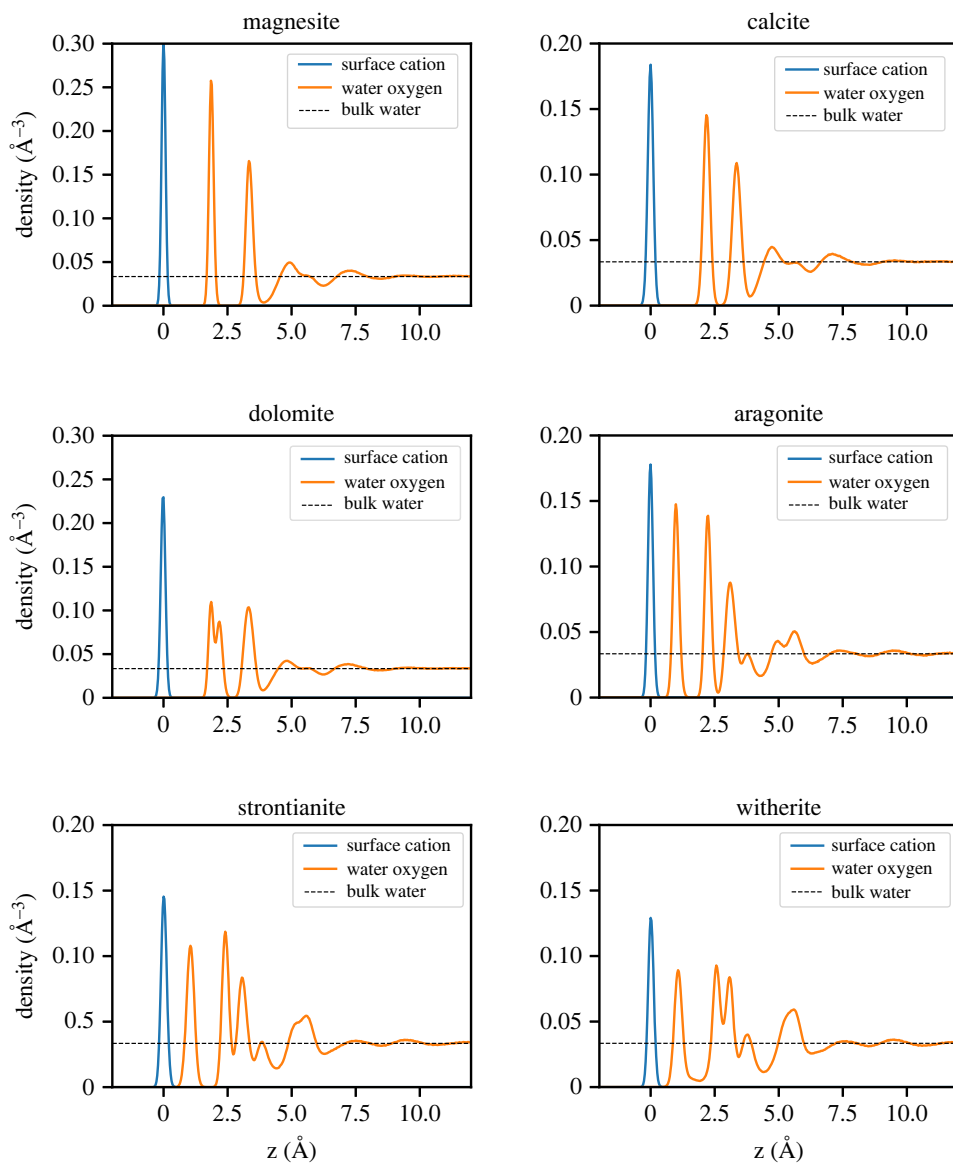 magnesite
0.30
0.25
0.20
0.15
0.10
0.05
0
density (Å⁻³)
surface cation
water oxygen
bulk water
0 2.5 5.0 7.5 10.0
calcite
0.20
0.15
0.10
0.05
0
surface cation
water oxygen
bulk water
0 2.5 5.0 7.5 10.0
dolomite
0.30
0.25
0.20
0.15
0.10
0.05
0
density (Å⁻³)
surface cation
water oxygen
bulk water
0 2.5 5.0 7.5 10.0
aragonite
0.20
0.15
0.10
0.05
0
surface cation
water oxygen
bulk water
0 2.5 5.0 7.5 10.0
strontianite
0.20
0.15
0.10
0.5
0
density (Å⁻³)
surface cation
water oxygen
bulk water
0 2.5 5.0 7.5 10.0
z (Å)
witherite
0.20
0.15
0.10
0.05
0
surface cation
water oxygen
bulk water
0 2.5 5.0 7.5 10.0
z (Å)